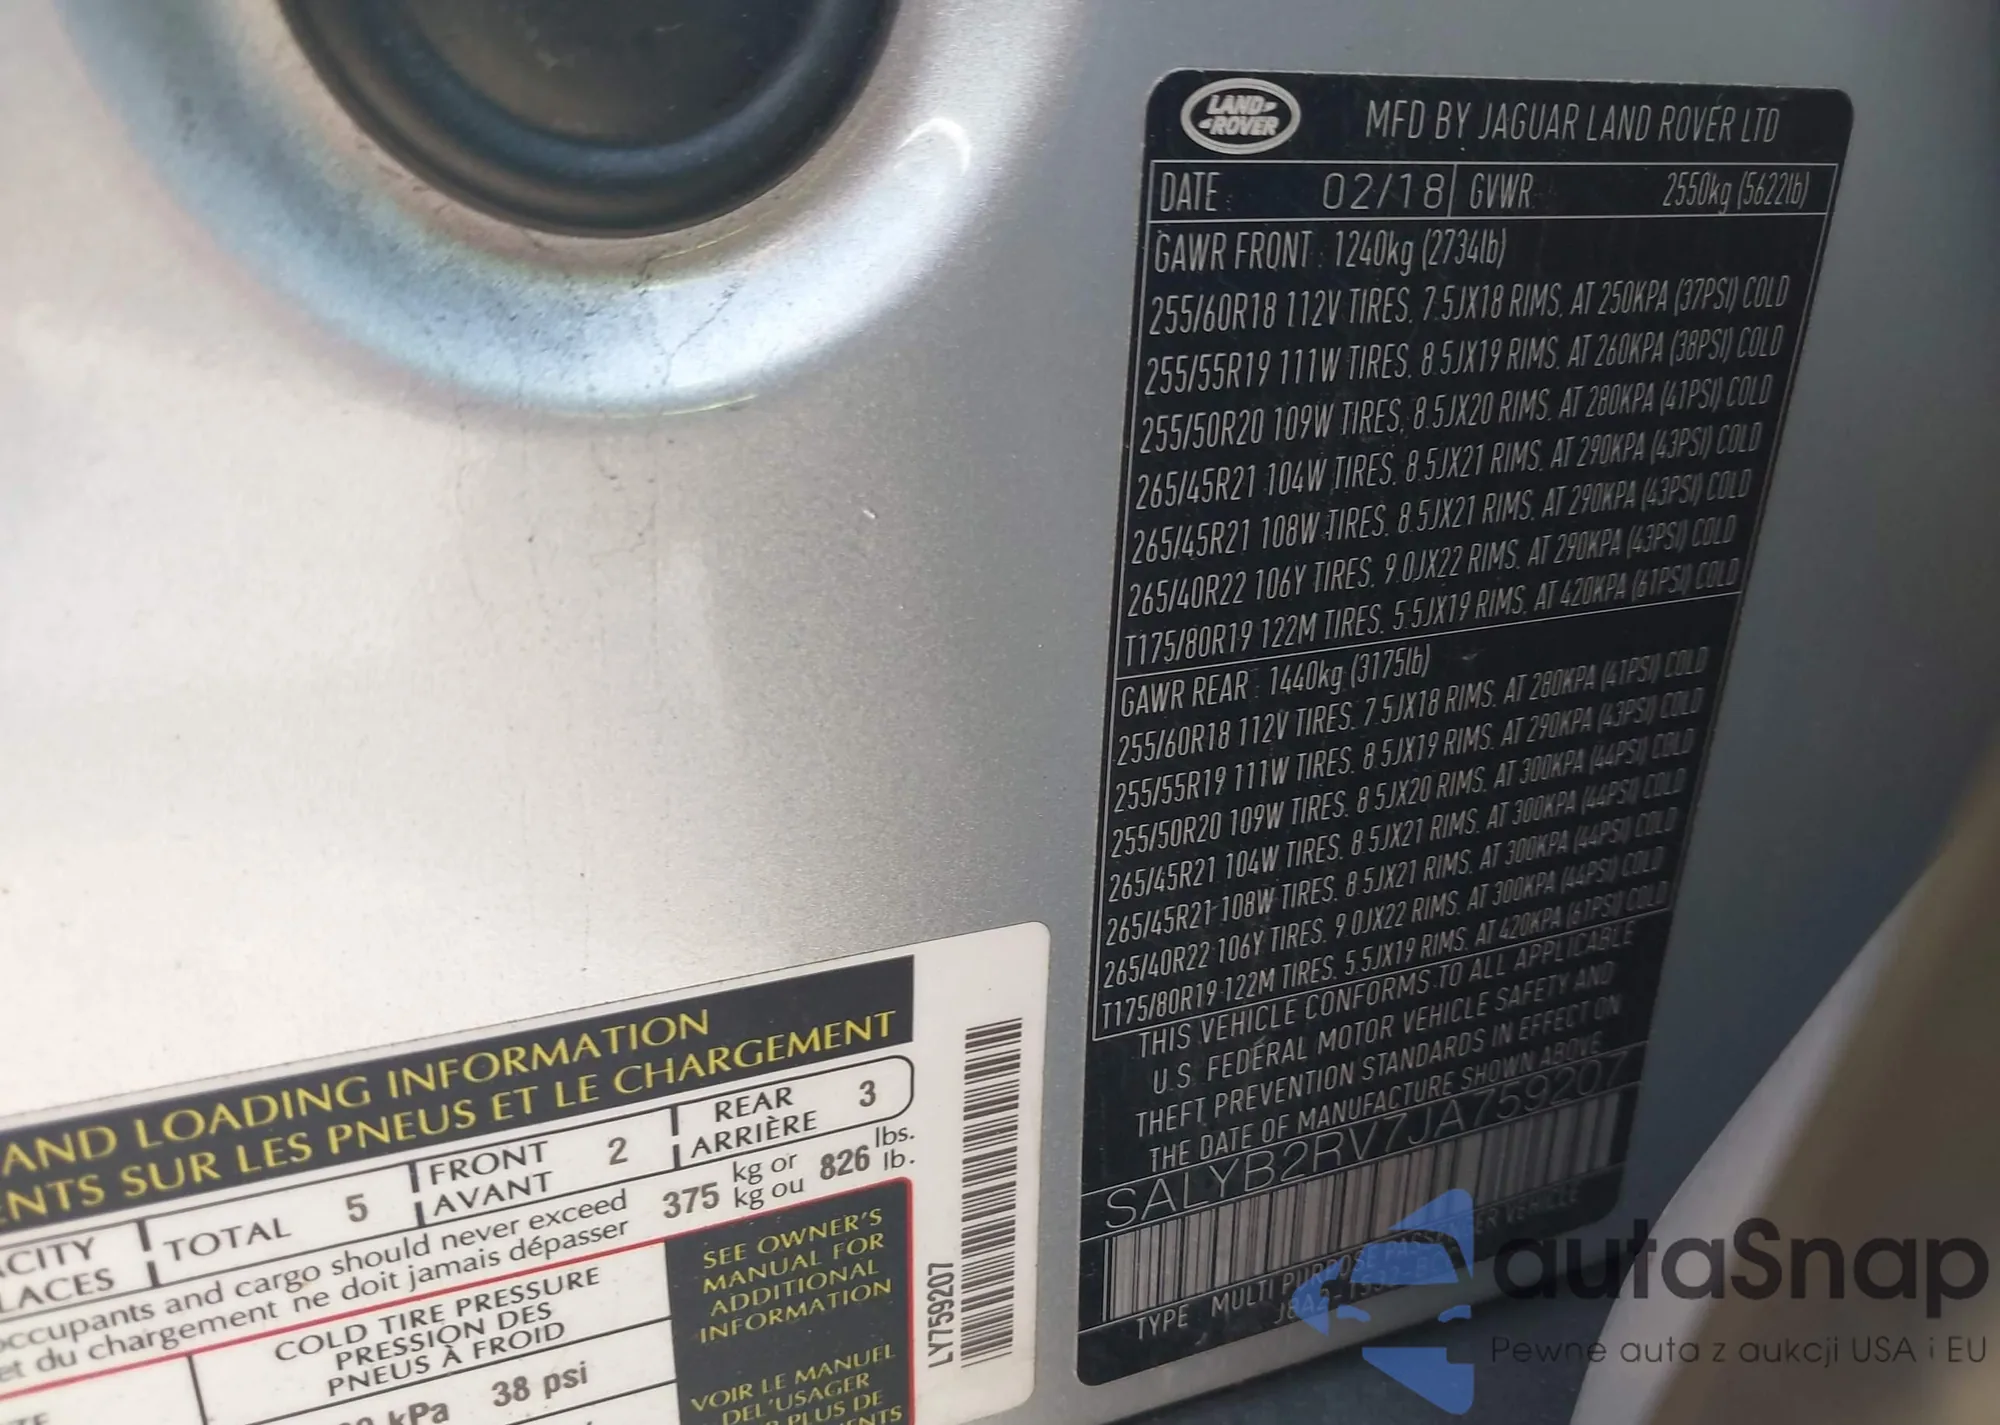 LAND ROVER
MFD BY JAGUAR LAND ROVER LTD
DATE 02/18 GVWR 2550kg (5622lb)
GAWR FRONT : 1240kg (2734lb)
255/60R18 112V TIRES, 7.5JX18 RIMS, AT 250KPA (37PSI) COLD
255/55R19 111W TIRES, 8.5JX19 RIMS, AT 260KPA (38PSI) COLD
255/50R20 109W TIRES, 8.5JX20 RIMS, AT 280KPA (41PSI) COLD
265/45R21 104W TIRES, 8.5JX21 RIMS, AT 290KPA (43PSI) COLD
265/45R21 108W TIRES, 8.5JX21 RIMS, AT 290KPA (43PSI) COLD
265/40R22 106Y TIRES, 9.0JX22 RIMS, AT 290KPA (43PSI) COLD
T175/80R19 122M TIRES, 5.5JX19 RIMS, AT 420KPA (61PSI) COLD
GAWR REAR : 1440kg (3175lb)
255/60R18 112V TIRES, 7.5JX18 RIMS, AT 280KPA (41PSI) COLD
255/55R19 111W TIRES, 8.5JX19 RIMS, AT 290KPA (43PSI) COLD
255/50R20 109W TIRES, 8.5JX20 RIMS, AT 300KPA (44PSI) COLD
265/45R21 104W TIRES, 8.5JX21 RIMS, AT 300KPA (44PSI) COLD
265/45R21 108W TIRES, 8.5JX21 RIMS, AT 300KPA (44PSI) COLD
265/40R22 106Y TIRES, 9.0JX22 RIMS, AT 300KPA (44PSI) COLD
T175/80R19 122M TIRES, 5.5JX19 RIMS, AT 420KPA (61PSI) COLD
THIS VEHICLE CONFORMS TO ALL APPLICABLE
U.S. FEDERAL MOTOR VEHICLE SAFETY AND
THEFT PREVENTION STANDARDS IN EFFECT ON
THE DATE OF MANUFACTURE SHOWN ABOVE
SALYB2RV7JA759207
TYPE MULTI PURPOSE PASSENGER VEHICLE
AND LOADING INFORMATION
SUR LES PNEUS ET LE CHARGEMENT
TOTAL 5 FRONT AVANT 2 REAR ARRIÈRE 3
occupants and cargo should never exceed 375 kg or 826 lbs.
et du chargement ne doit jamais dépasser kg ou lb.
COLD TIRE PRESSURE
PRESSION DES
PNEUS À FROID
kPa 38 psi
SEE OWNER'S
MANUAL FOR
ADDITIONAL
INFORMATION
VOIR LE MANUEL
DE L'USAGER
PLUS DE
LY759207
autaSnap
Pewne auta z aukcji USA i EU